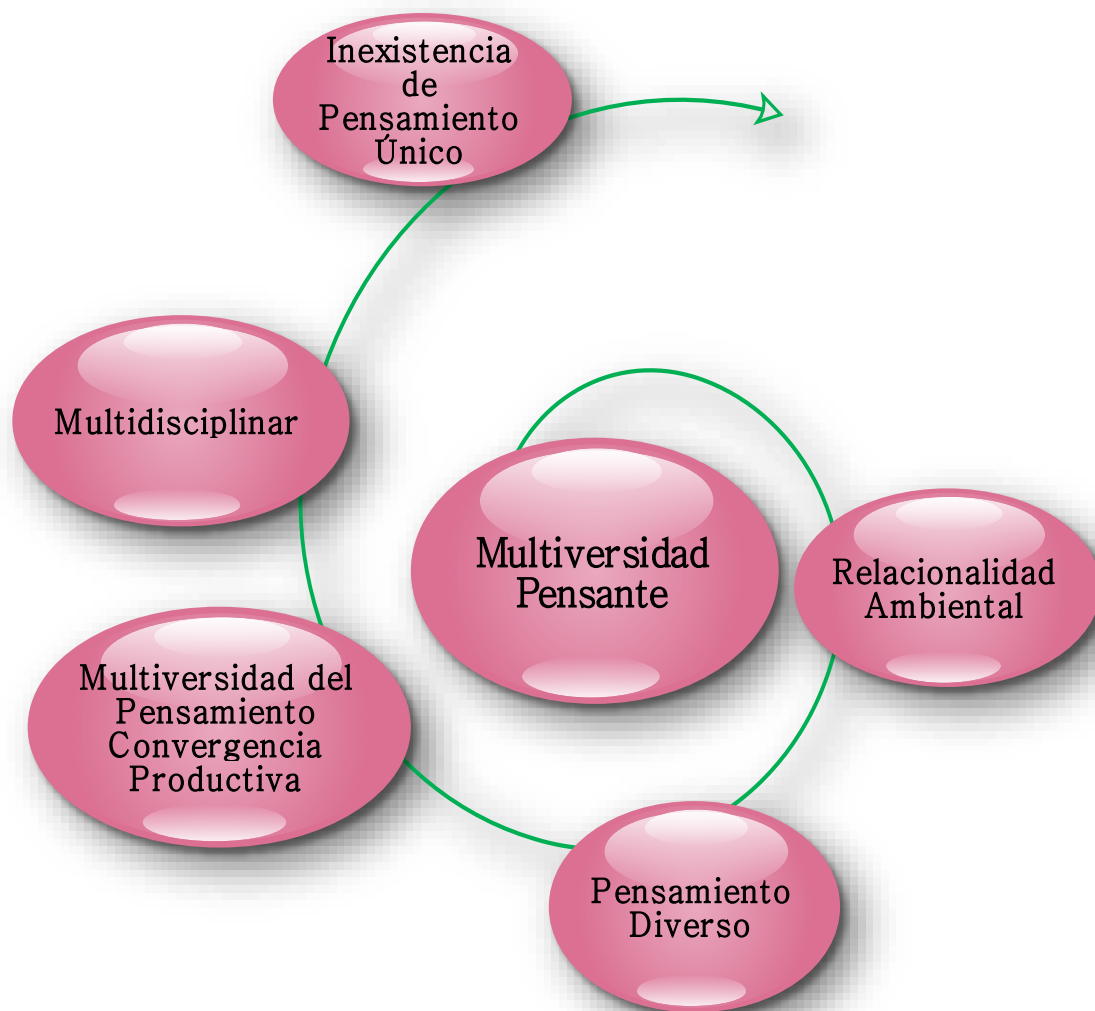 Inexistencia
de
Pensamiento
Único
Multidisciplinar
Multiversidad
Pensante
Relacionalidad
Ambiental
Multiversidad del
Pensamiento
Convergencia
Productiva
Pensamiento
Diverso